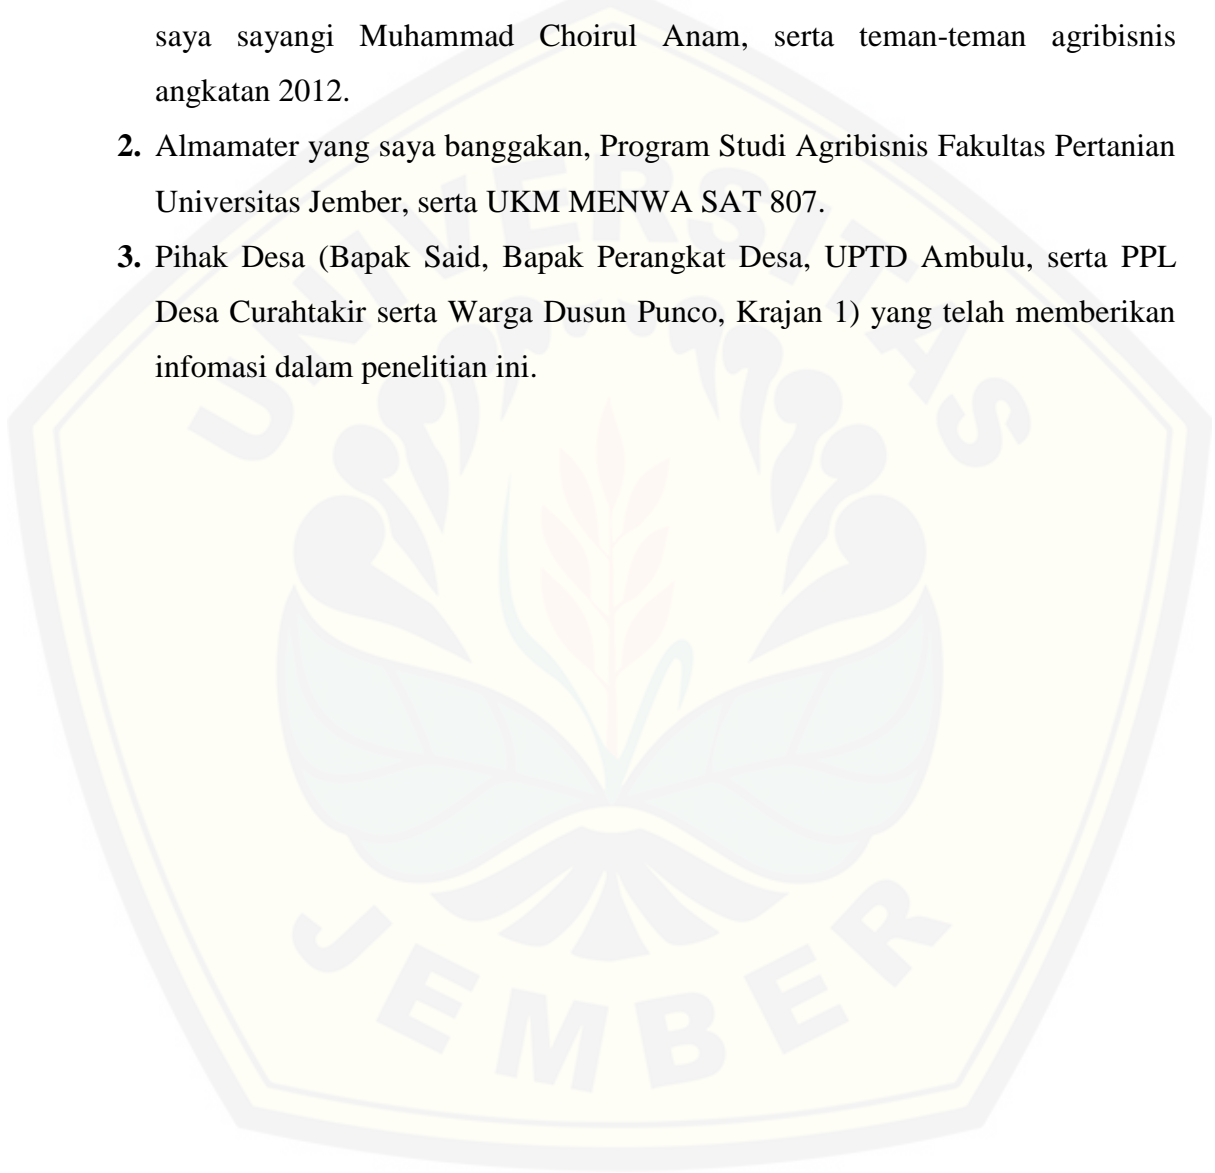 saya sayangi Muhammad Choirul Anam, serta teman-teman agribisnis
angkatan 2012.
2. Almamater yang saya banggakan, Program Studi Agribisnis Fakultas Pertanian
Universitas Jember, serta UKM MENWA SAT 807.
3. Pihak Desa (Bapak Said, Bapak Perangkat Desa, UPTD Ambulu, serta PPL
Desa Curahtakir serta Warga Dusun Punco, Krajan 1) yang telah memberikan
infomasi dalam penelitian ini.
UNIVERSITAS
JEMBER